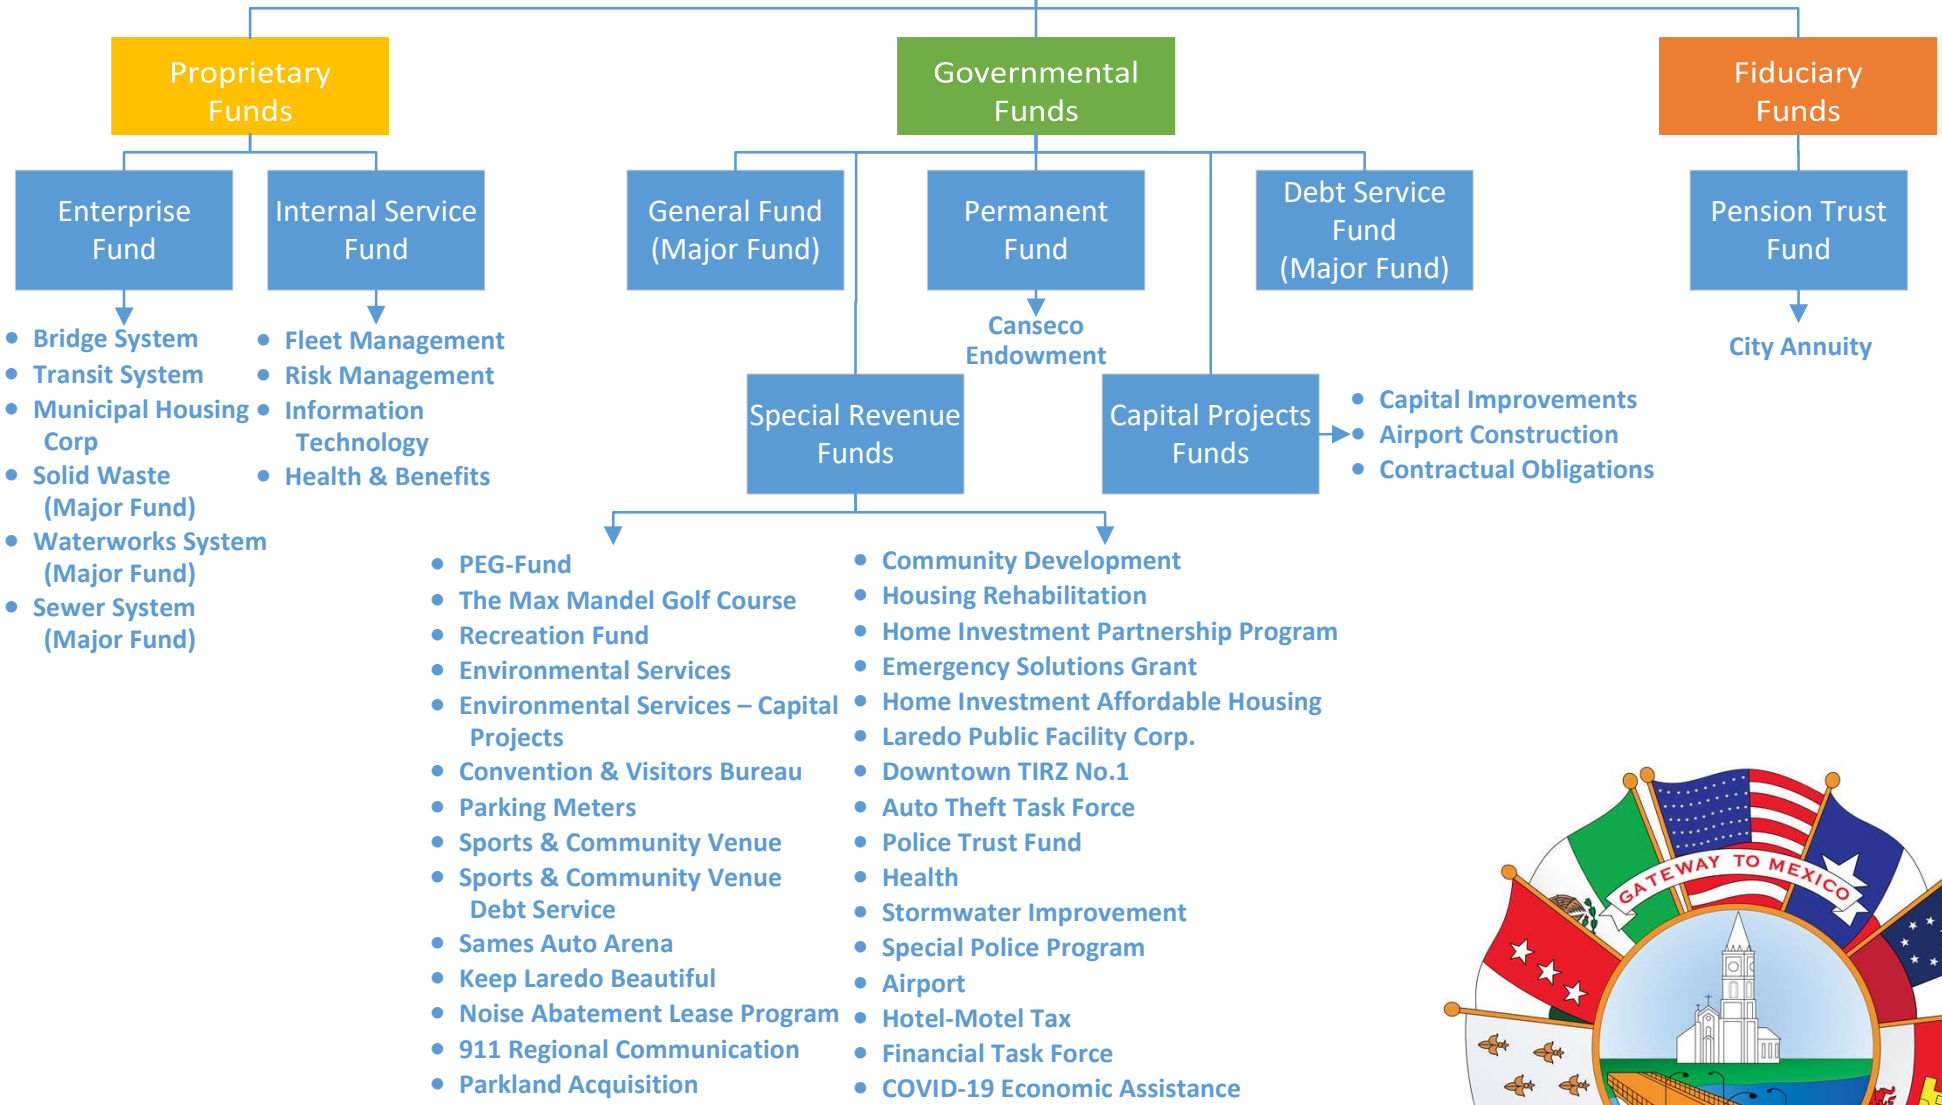 Proprietary
Funds
Governmental
Funds
Fiduciary
Funds
Enterprise
Fund
Internal Service
Fund
General Fund
(Major Fund)
Permanent
Fund
Debt Service
Fund
(Major Fund)
Pension Trust
Fund
• Bridge System
• Transit System
• Municipal Housing
Corp
• Solid Waste
(Major Fund)
• Waterworks System
(Major Fund)
• Sewer System
(Major Fund)
• Fleet Management
• Risk Management
• Information
Technology
• Health & Benefits
Canseco
Endowment
City Annuity
Special Revenue
Funds
Capital Projects
Funds
• Capital Improvements
• Airport Construction
• Contractual Obligations
• PEG-Fund
• The Max Mandel Golf Course
• Recreation Fund
• Environmental Services
• Environmental Services – Capital
Projects
• Convention & Visitors Bureau
• Parking Meters
• Sports & Community Venue
• Sports & Community Venue
Debt Service
• Sames Auto Arena
• Keep Laredo Beautiful
• Noise Abatement Lease Program
• 911 Regional Communication
• Parkland Acquisition
• Community Development
• Housing Rehabilitation
• Home Investment Partnership Program
• Emergency Solutions Grant
• Home Investment Affordable Housing
• Laredo Public Facility Corp.
• Downtown TIRZ No.1
• Auto Theft Task Force
• Police Trust Fund
• Health
• Stormwater Improvement
• Special Police Program
• Airport
• Hotel-Motel Tax
• Financial Task Force
• COVID-19 Economic Assistance
GATEWAY TO MEXICO